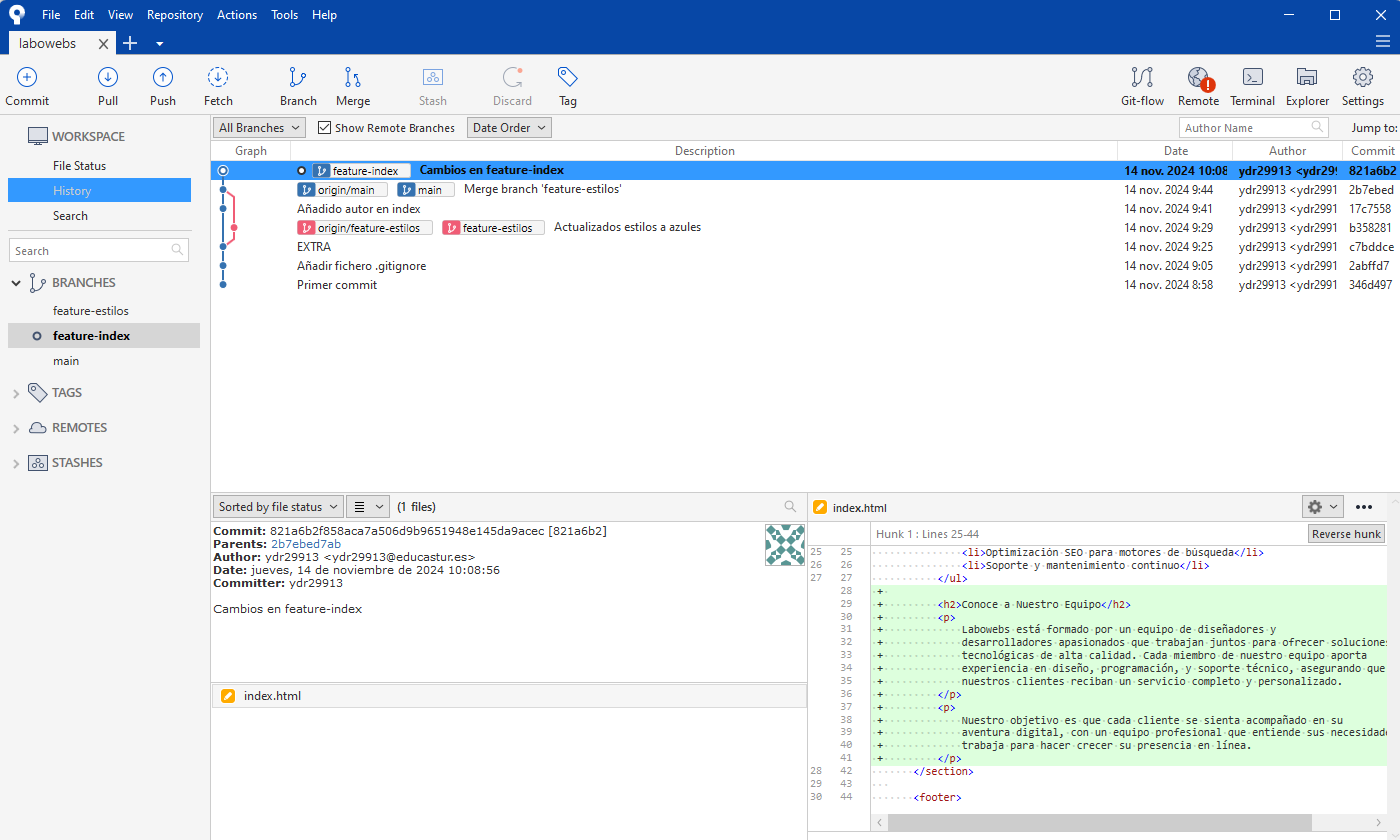 File Edit View Repository Actions Tools Help
labowebs
Commit Pull Push Fetch Branch Merge Stash Discard Tag Git-flow Remote Terminal Explorer Settings
WORKSPACE
File Status
History
Search
Search
BRANCHES
feature-estilos
feature-index
main
TAGS
REMOTES
STASHES
All Branches Show Remote Branches Date Order Author Name Jump to:
Graph Description Date Author Commit
feature-index Cambios en feature-index 14 nov. 2024 10:08 ydr29913 <ydr299 821a6b2
origin/main main Merge branch 'feature-estilos' 14 nov. 2024 9:44 ydr29913 <ydr2991 2b7ebed
Añadido autor en index 14 nov. 2024 9:41 ydr29913 <ydr2991 17c7558
origin/feature-estilos feature-estilos Actualizados estilos a azules 14 nov. 2024 9:29 ydr29913 <ydr2991 b358281
EXTRA 14 nov. 2024 9:25 ydr29913 <ydr2991 c7bddce
Añadir fichero .gitignore 14 nov. 2024 9:05 ydr29913 <ydr2991 2abffd7
Primer commit 14 nov. 2024 8:58 ydr29913 <ydr2991 346d497
Sorted by file status (1 files)
Commit: 821a6b2f858aca7a506d9b9651948e145da9acec [821a6b2]
Parents: 2b7ebed7ab
Author: ydr29913 <ydr29913@educastur.es>
Date: jueves, 14 de noviembre de 2024 10:08:56
Committer: ydr29913
Cambios en feature-index
index.html
index.html
Hunk 1 : Lines 25-44 Reverse hunk
25 25 <li>Optimización SEO para motores de búsqueda</li>
26 26 <li>Soporte y mantenimiento continuo</li>
27 27 </ul>
28 +
29 + <h2>Conoce a Nuestro Equipo</h2>
30 + <p>
31 + Labowebs está formado por un equipo de diseñadores y
32 + desarrolladores apasionados que trabajan juntos para ofrecer soluciones
33 + tecnológicas de alta calidad. Cada miembro de nuestro equipo aporta
34 + experiencia en diseño, programación, y soporte técnico, asegurando que
35 + nuestros clientes reciban un servicio completo y personalizado.
36 + </p>
37 + <p>
38 + Nuestro objetivo es que cada cliente se sienta acompañado en su
39 + aventura digital, con un equipo profesional que entiende sus necesidade
40 + trabaja para hacer crecer su presencia en línea.
41 + </p>
28 42 </section>
29 43
30 44 <footer>